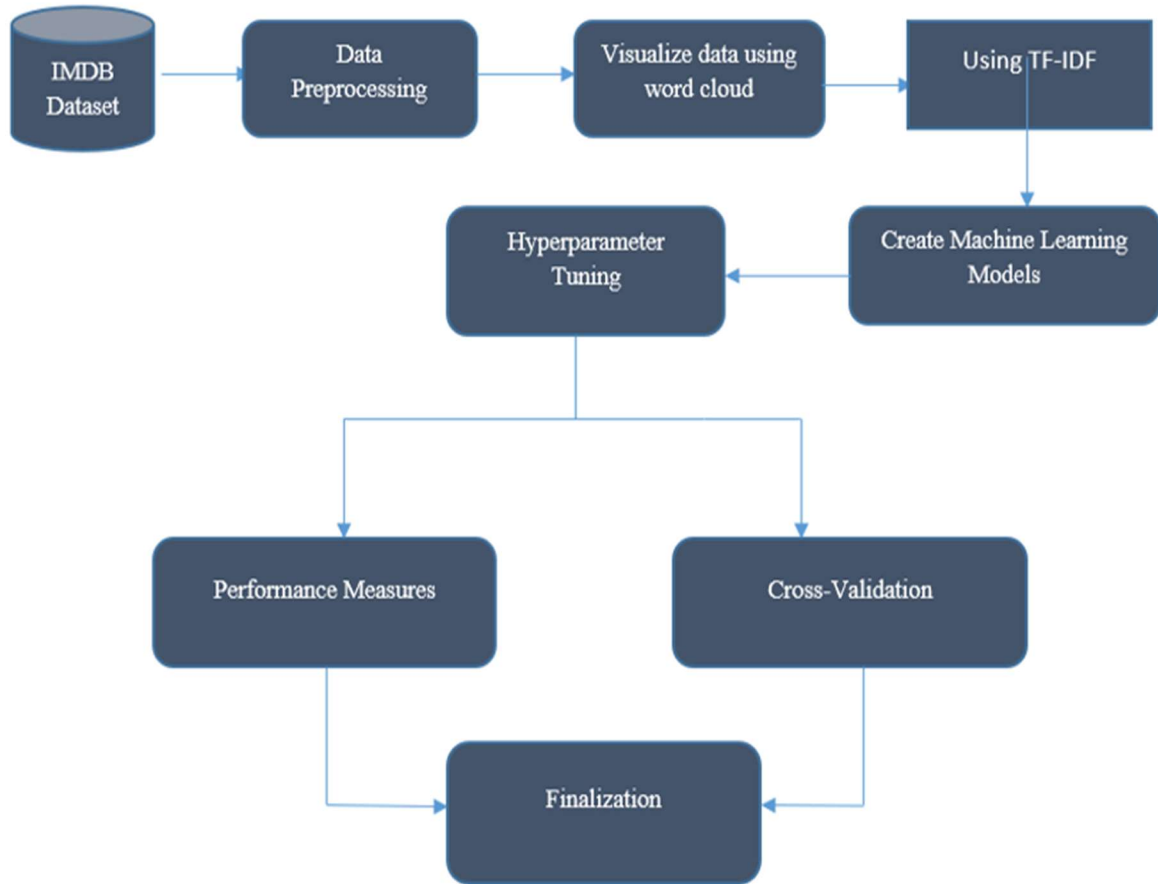 IMDB
Dataset
Data
Preprocessing
Visualize data using
word cloud
Using TF-IDF
Create Machine Learning
Models
Hyperparameter
Tuning
Performance Measures
Cross-Validation
Finalization